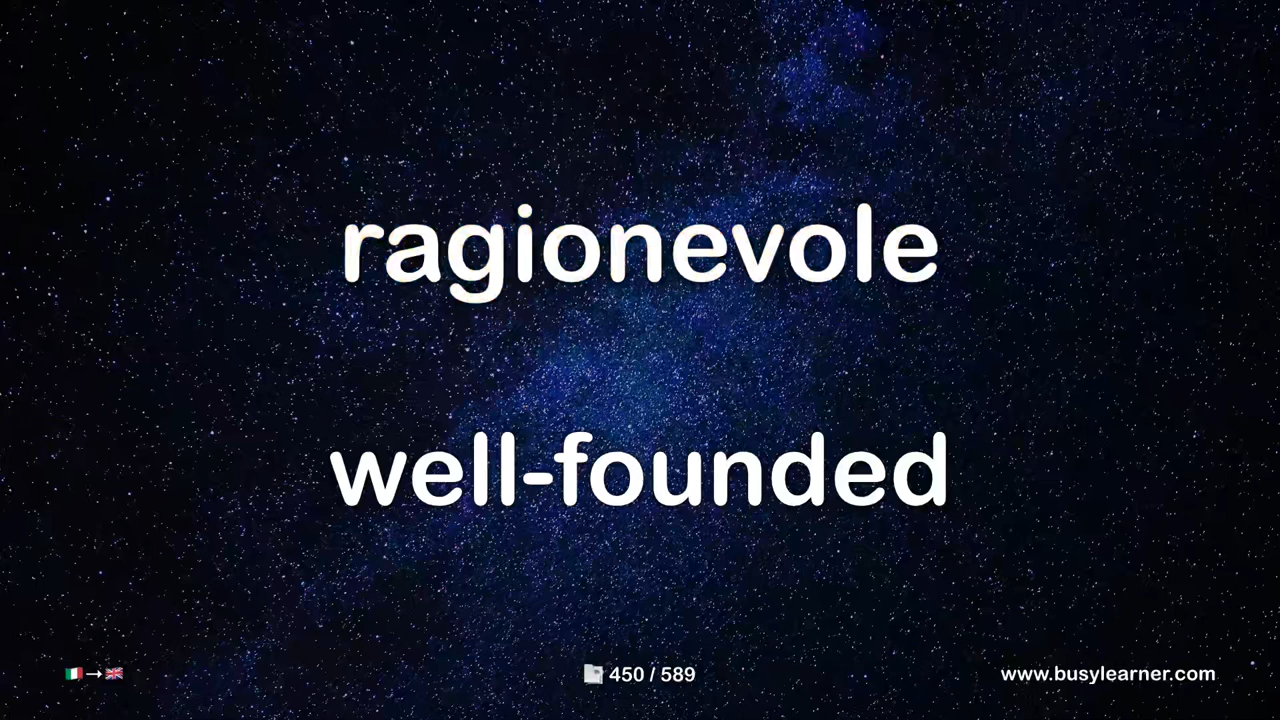 ragionevole
well-founded
🇮🇹→🇬🇧
450 / 589
www.busylearner.com